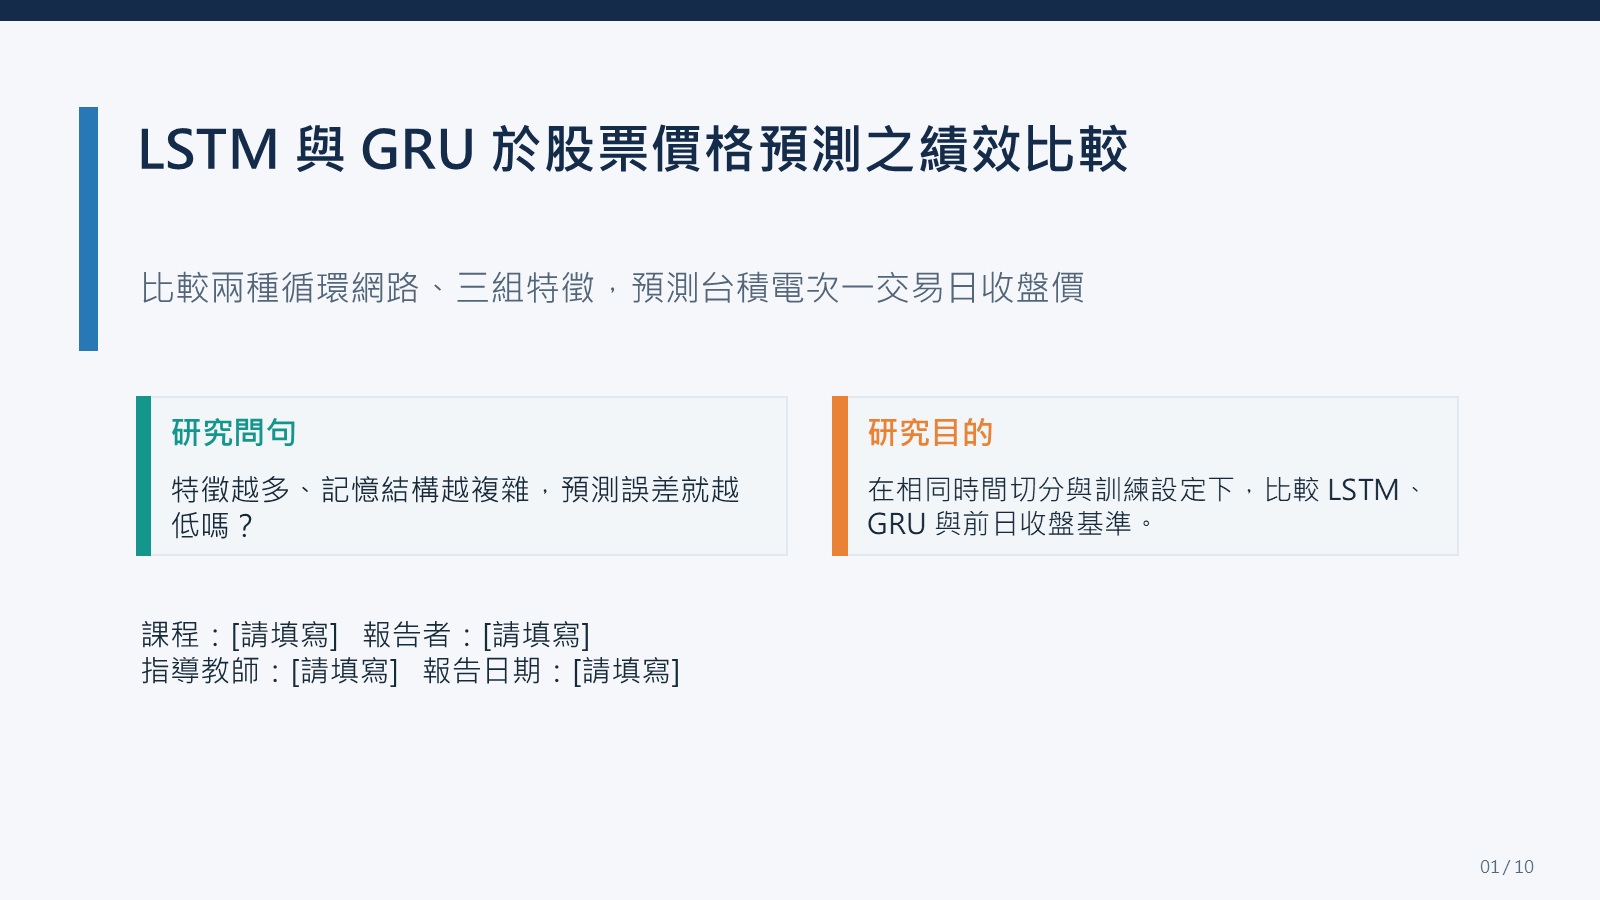 LSTM 與 GRU 於股票價格預測之績效比較
比較兩種循環網路、三組特徵，預測台積電次一交易日收盤價
研究問句
特徵越多、記憶結構越複雜，預測誤差就越
低嗎？
研究目的
在相同時間切分與訓練設定下，比較 LSTM、
GRU 與前日收盤基準。
課程：[請填寫] 報告者：[請填寫]
指導教師：[請填寫] 報告日期：[請填寫]
01 / 10